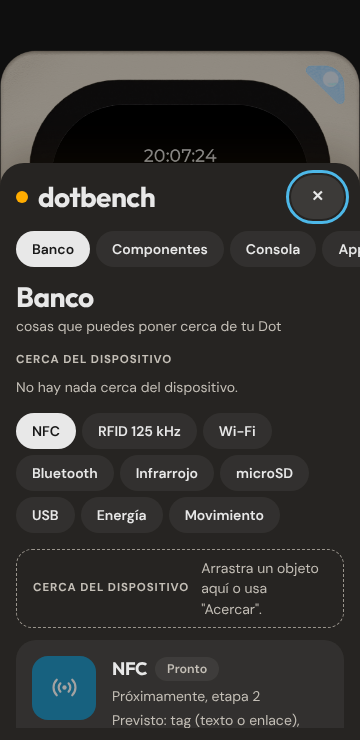 20:07:24
dotbench
×
Banco Componentes Consola App
Banco
cosas que puedes poner cerca de tu Dot
CERCA DEL DISPOSITIVO
No hay nada cerca del dispositivo.
NFC RFID 125 kHz Wi-Fi
Bluetooth Infrarrojo microSD
USB Energía Movimiento
CERCA DEL DISPOSITIVO
Arrastra un objeto
aquí o usa
"Acercar".
NFC Pronto
Próximamente, etapa 2
Previsto: tag (texto o enlace),